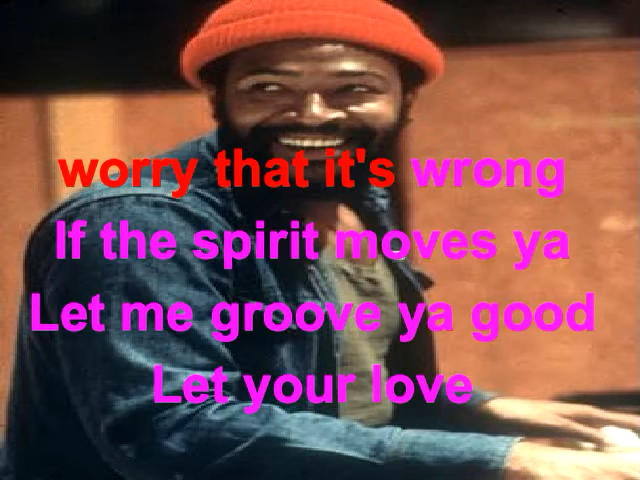 worry that it's wrong
If the spirit moves ya
Let me groove ya good
Let your love